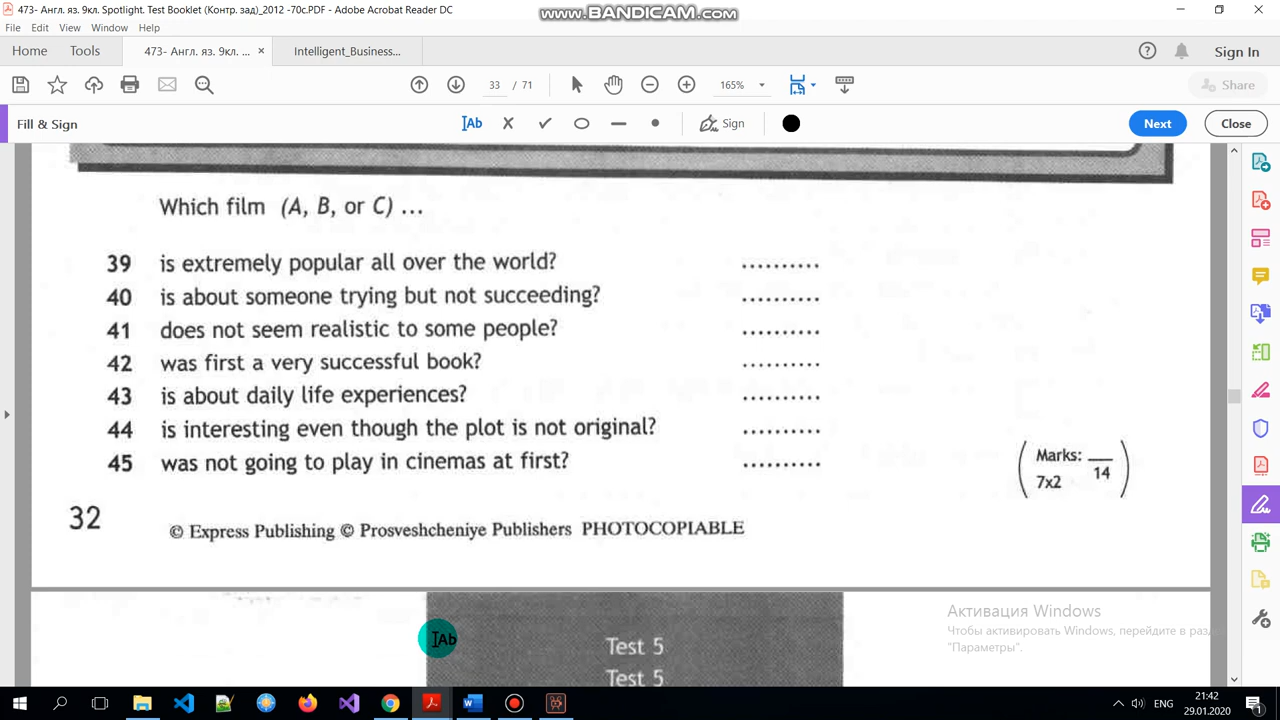 473- Англ. яз. 9кл. Spotlight. Test Booklet (Контр. зад)_2012 -70с.PDF - Adobe Acrobat Reader DC
www.BANDICAM.com
File Edit View Window Help
Home Tools 473- Англ. яз. 9кл. ... × Intelligent_Business... Sign In
33 / 71 165% Share
Fill & Sign IAb Sign Next Close
Which film (A, B, or C) ...
39 is extremely popular all over the world? ..........
40 is about someone trying but not succeeding? ..........
41 does not seem realistic to some people? ..........
42 was first a very successful book? ..........
43 is about daily life experiences? ..........
44 is interesting even though the plot is not original? ..........
45 was not going to play in cinemas at first? ..........
Marks: __
7x2 14
32
© Express Publishing © Prosveshcheniye Publishers PHOTOCOPIABLE
Активация Windows
Чтобы активировать Windows, перейдите в раз
"Параметры".
IAb
Test 5
Test 5
ENG
21:42
29.01.2020
1